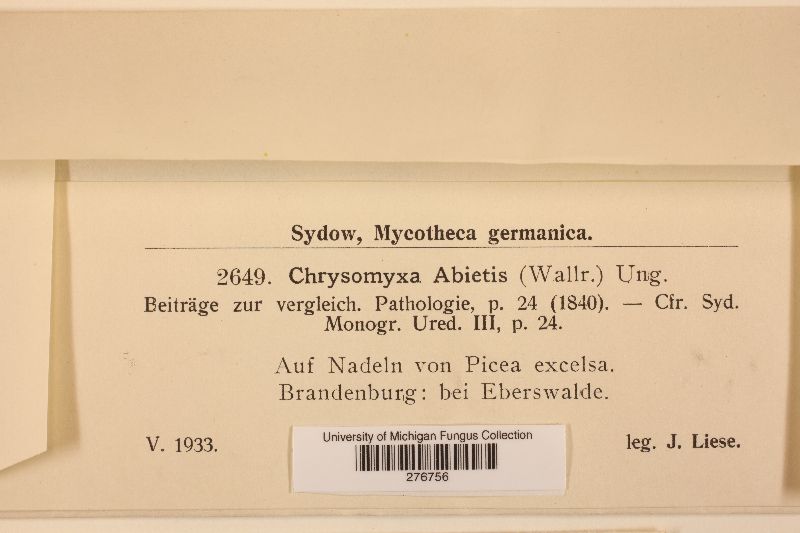 Sydow, Mycotheca germanica.
2649. Chrysomyxa Abietis (Wallr.) Ung.
Beiträge zur vergleich. Pathologie, p. 24 (1840). — Cfr. Syd.
Monogr. Ured. III, p. 24.
Auf Nadeln von Picea excelsa.
Brandenburg: bei Eberswalde.
V. 1933.
leg. J. Liese.
University of Michigan Fungus Collection
276756